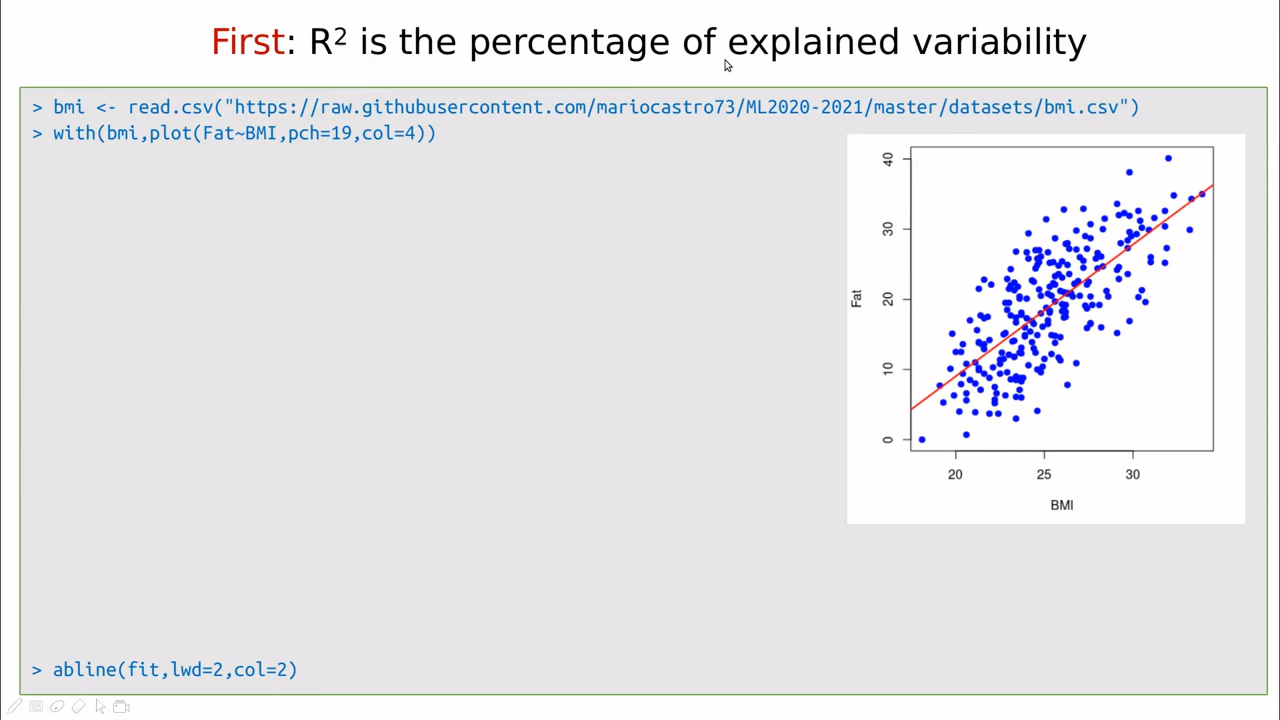 First: R² is the percentage of explained variability
> bmi <- read.csv("https://raw.githubusercontent.com/mariocastro73/ML2020-2021/master/datasets/bmi.csv")
> with(bmi,plot(Fat~BMI,pch=19,col=4))
40
30
20
10
0
Fat
20 25 30
BMI
> abline(fit,lwd=2,col=2)